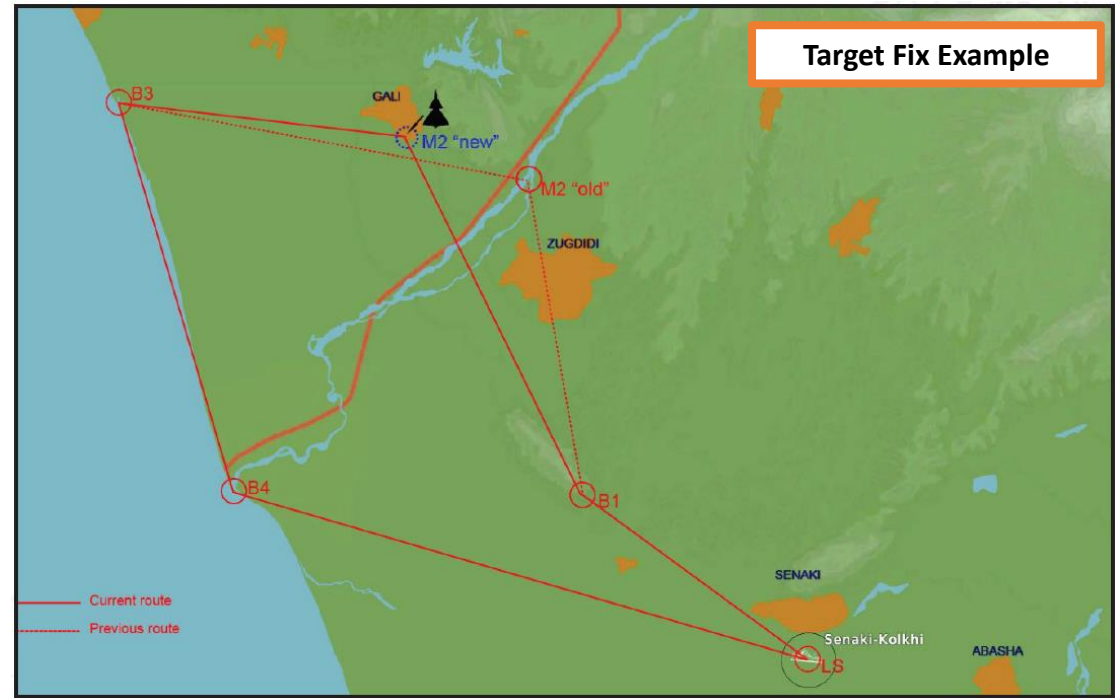 Target Fix Example
B3
GALI
M2 “new”
M2 “old”
ZUGDIDI
B4
B1
SENAKI
Current route
Previous route
Senaki-Kolkhi
LS
ABASHA